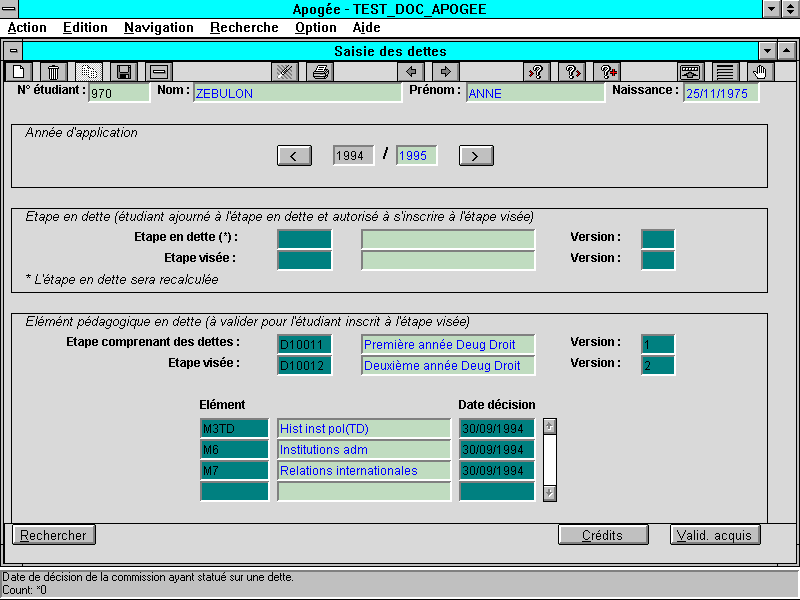 Apogée - TEST_DOC_APOGEE
Action Edition Navigation Recherche Option Aide
Saisie des dettes
N° étudiant : 970 Nom : ZEBULON Prénom : ANNE Naissance : 25/11/1975
Année d'application
< 1994 / 1995 >
Etape en dette (étudiant ajourné à l'étape en dette et autorisé à s'inscrire à l'étape visée)
Etape en dette (*) : Version :
Etape visée : Version :
* L'étape en dette sera recalculée
Elément pédagogique en dette (à valider pour l'étudiant inscrit à l'étape visée)
Etape comprenant des dettes : D10011 Première année Deug Droit Version : 1
Etape visée : D10012 Deuxième année Deug Droit Version : 2
Elément Date décision
M3TD Hist inst pol(TD) 30/09/1994
M6 Institutions adm 30/09/1994
M7 Relations internationales 30/09/1994
Rechercher Crédits Valid. acquis
Date de décision de la commission ayant statué sur une dette.
Count: *0